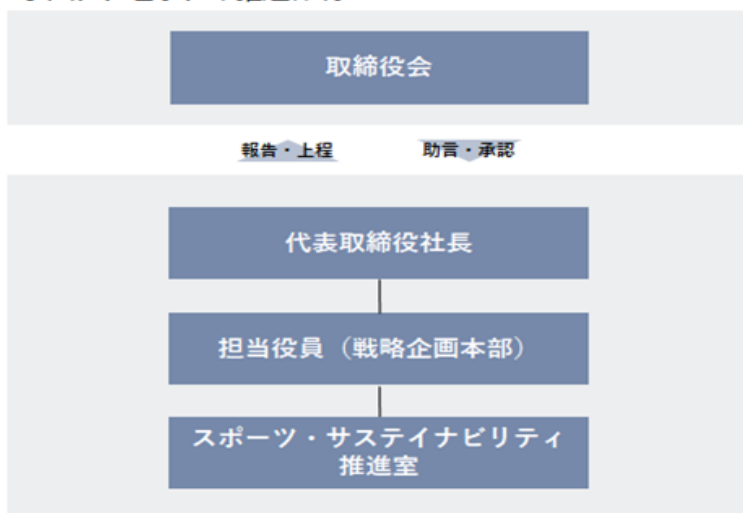 取締役会
報告・上程
助言・承認
代表取締役社長
担当役員（戦略企画本部）
スポーツ・サステイナビリティ
推進室